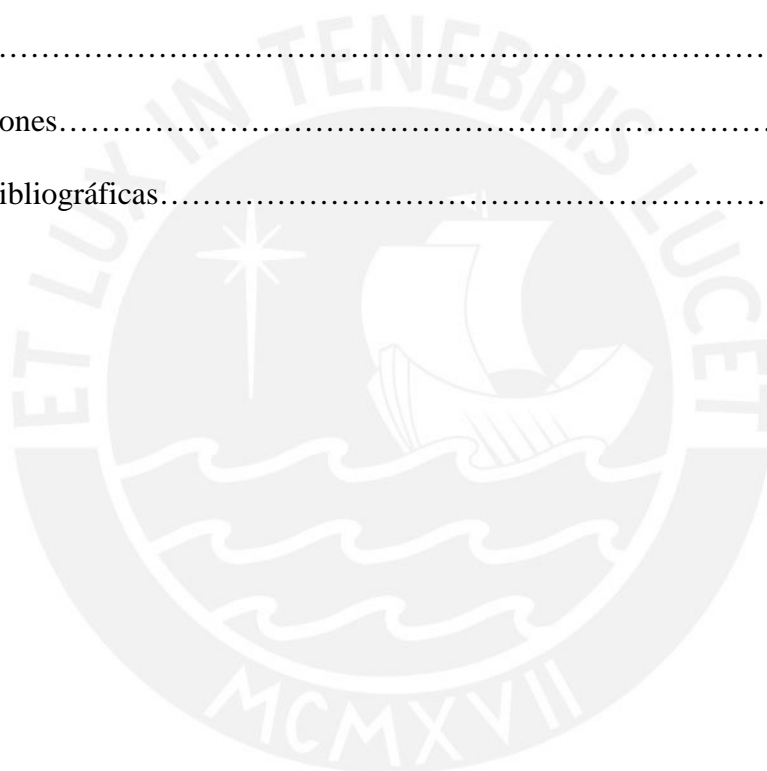 ……………………………………………………………………
ones……………………………………………………………
ibliográficas……………………………………………………
ET LUX IN TENEBRIS LUCET
MCMXVII